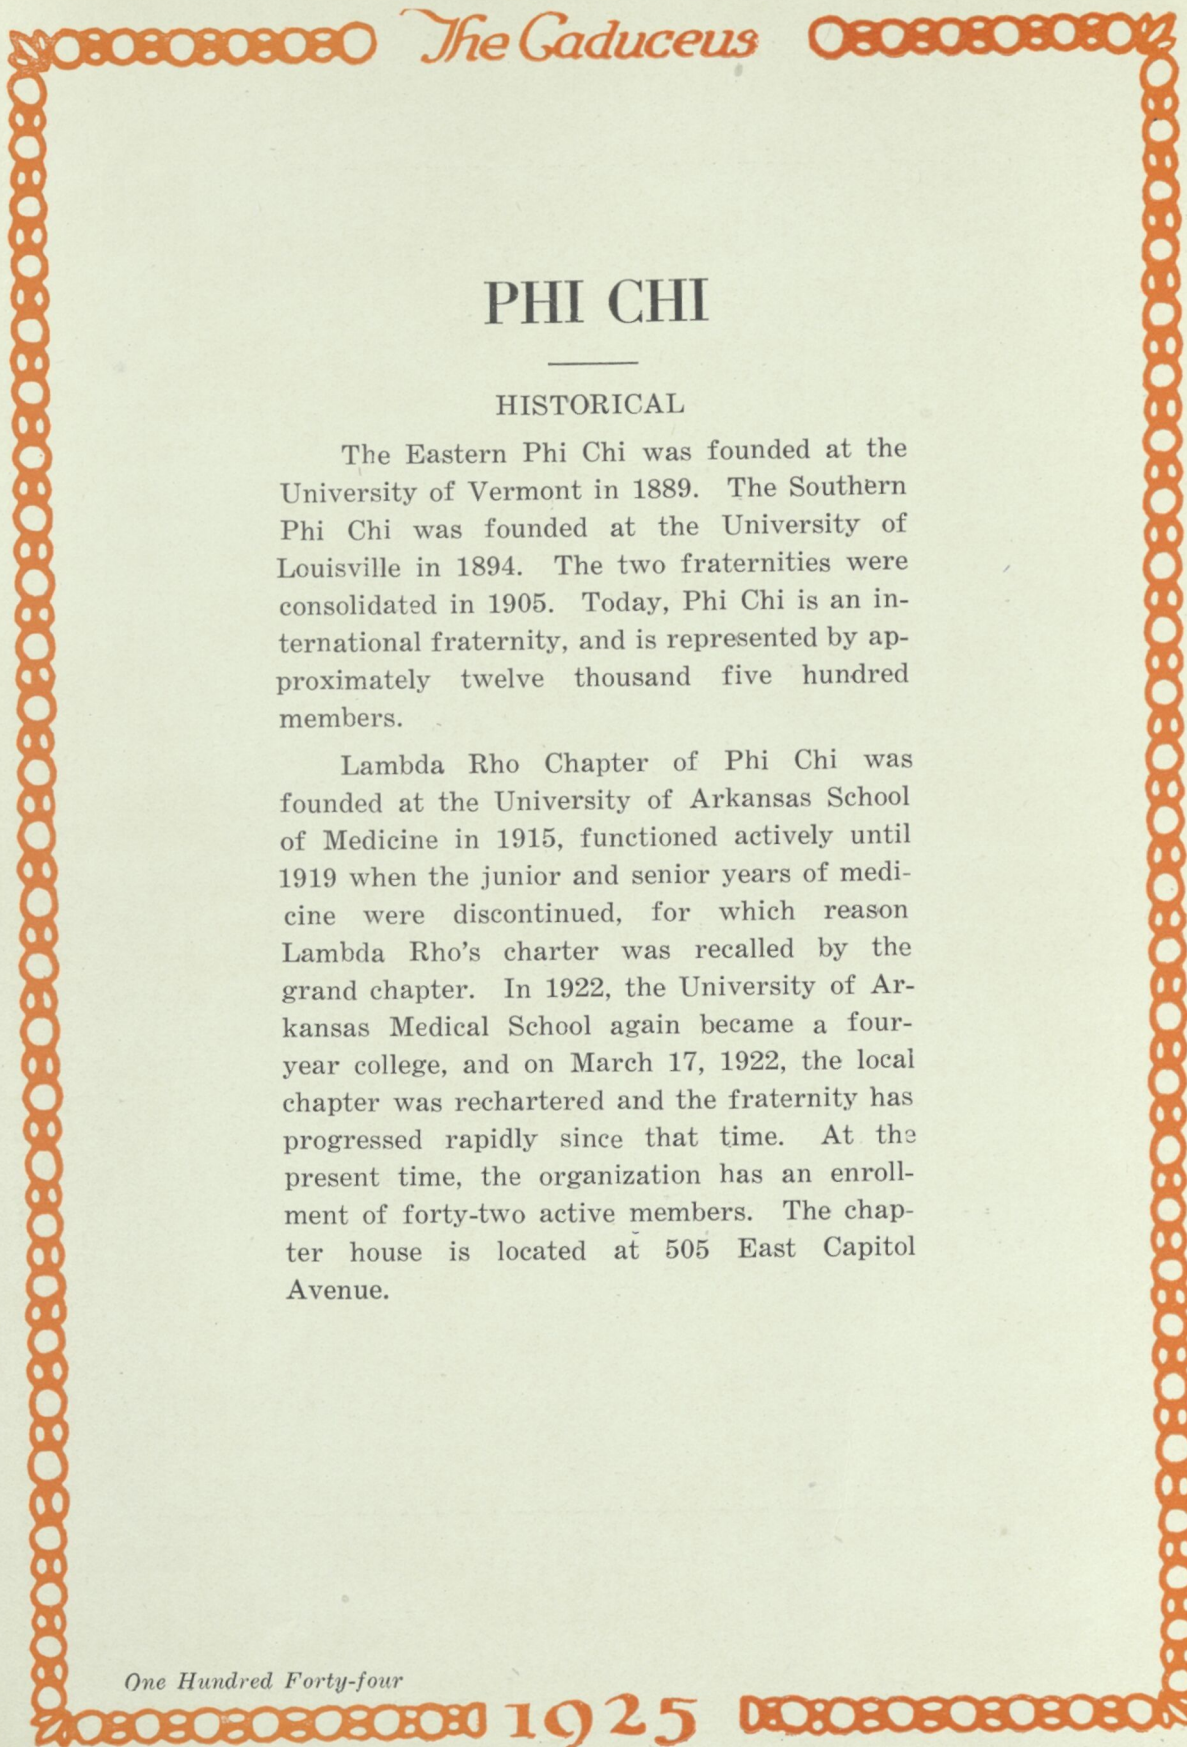 The Caduceus
PHI CHI
HISTORICAL
The Eastern Phi Chi was founded at the
University of Vermont in 1889. The Southern
Phi Chi was founded at the University of
Louisville in 1894. The two fraternities were
consolidated in 1905. Today, Phi Chi is an in-
ternational fraternity, and is represented by ap-
proximately twelve thousand five hundred
members.
Lambda Rho Chapter of Phi Chi was
founded at the University of Arkansas School
of Medicine in 1915, functioned actively until
1919 when the junior and senior years of medi-
cine were discontinued, for which reason
Lambda Rho's charter was recalled by the
grand chapter. In 1922, the University of Ar-
kansas Medical School again became a four-
year college, and on March 17, 1922, the local
chapter was rechartered and the fraternity has
progressed rapidly since that time. At the
present time, the organization has an enroll-
ment of forty-two active members. The chap-
ter house is located at 505 East Capitol
Avenue.
One Hundred Forty-four
1925